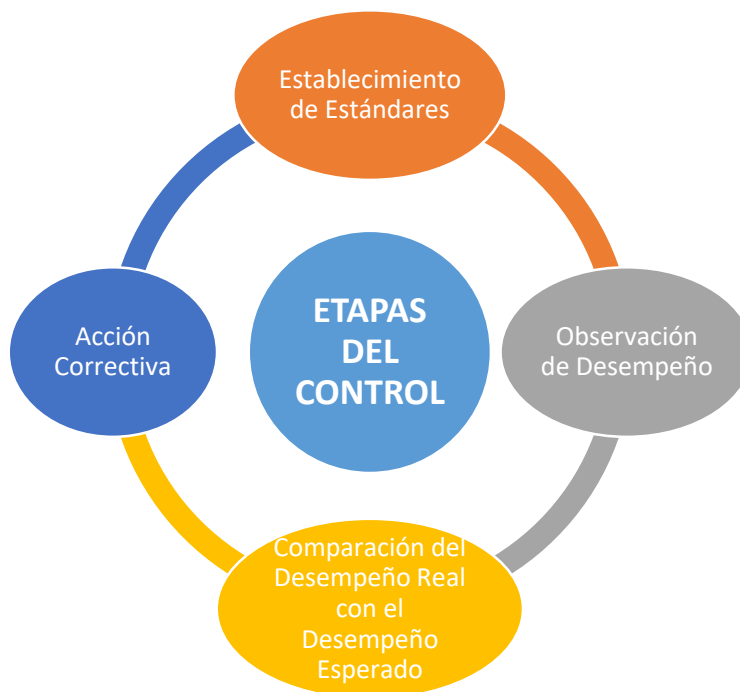 Establecimiento
de Estándares
ETAPAS
DEL
CONTROL
Observación
de Desempeño
Acción
Correctiva
Comparación del
Desempeño Real
con el
Desempeño
Esperado